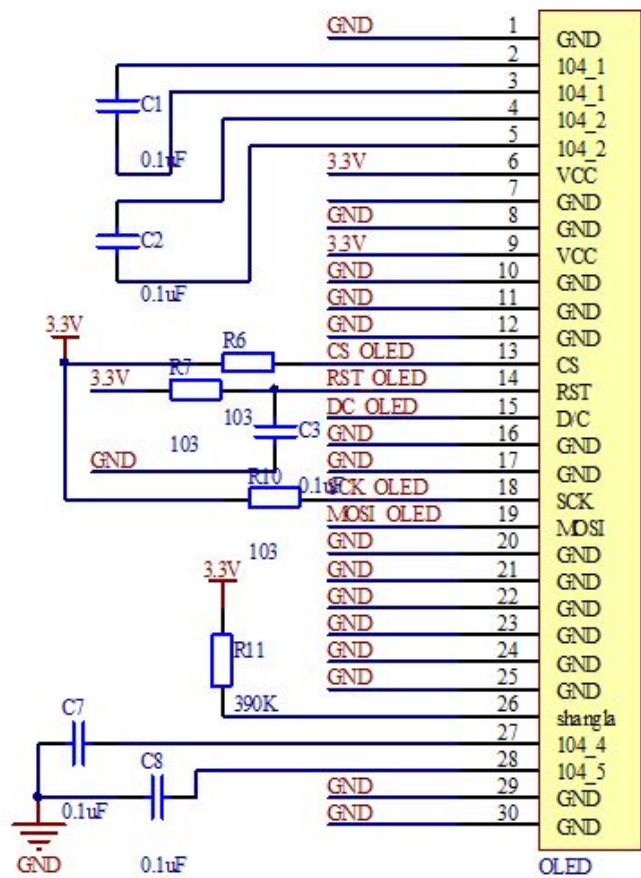 GND 1 GND
2 104_1
3 104_1
C1
4 104_2
5 104_2
0.1uF
3.3V 6 VCC
7 GND
GND 8 GND
C2
3.3V 9 VCC
GND 10 GND
0.1uF
GND 11 GND
GND 12 GND
3.3V
R6
CS OLED 13 CS
R7
3.3V
RST OLED 14 RST
DC OLED 15 D/C
103
C3
GND 16 GND
103
GND
GND 17 GND
R10
0.1uF
SCK OLED 18 SCK
MOSI OLED 19 MOSI
GND 20 GND
103
3.3V
GND 21 GND
GND 22 GND
GND 23 GND
R11
GND 24 GND
GND 25 GND
390K
26 shangla
C7
27 104_4
C8
28 104_5
GND 29 GND
0.1uF
GND 30 GND
GND
0.1uF
OLED